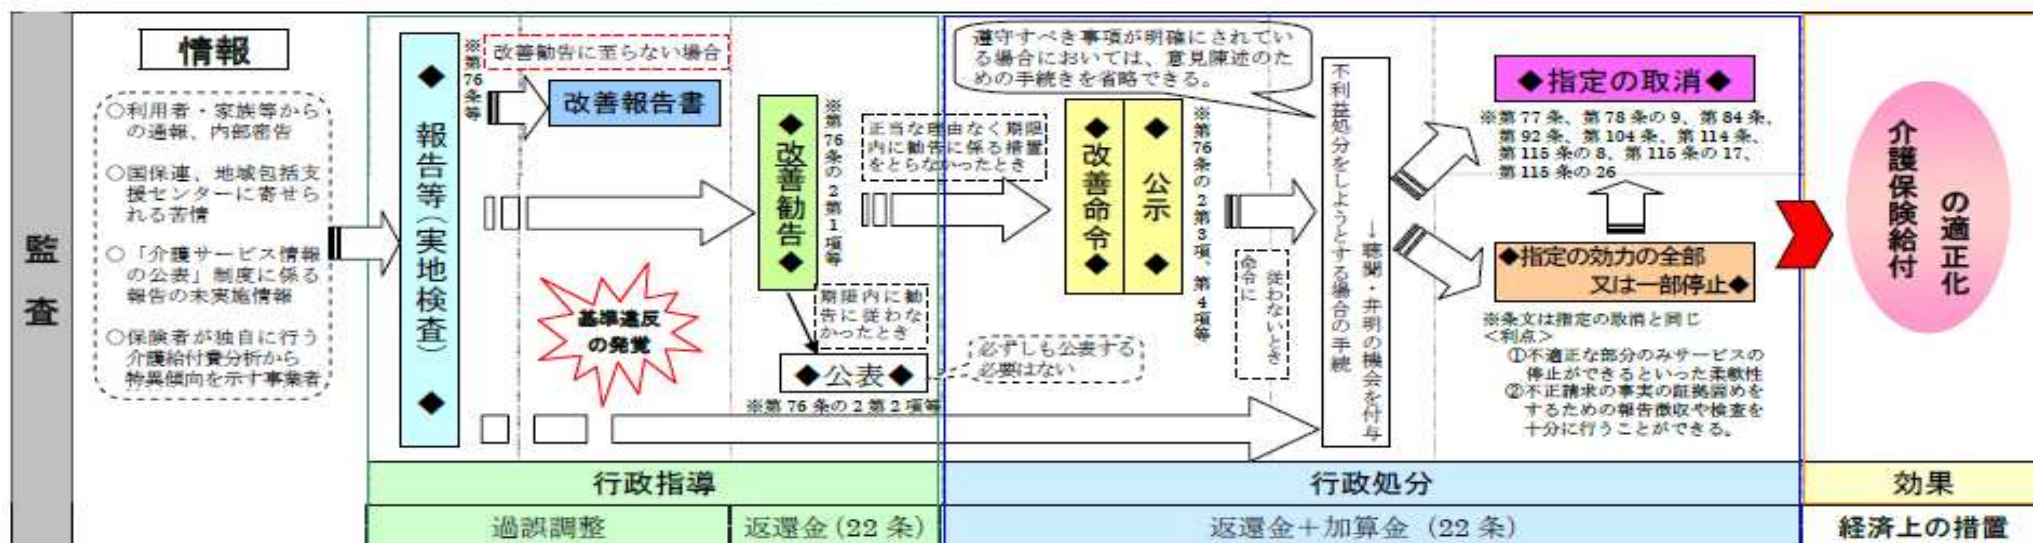 監査
情報
○利用者・家族等から
の通報、内部密告
○国保連、地域包括支
援センターに寄せら
れる苦情
○「介護サービス情報
の公表」制度に係る
報告の未実施情報
○保険者が独自に行う
介護給付費分析から
特異傾向を示す事業者
◆報告等(実地検査)◆
※第76条等
改善勧告に至らない場合
改善報告書
基準違反
の発覚
◆改善勧告◆
※第76条の2第1項等
期限内に勧
告に従わな
かったとき
◆公表◆
※第76条の2第2項等
必ずしも公表する
必要はない
正当な理由なく期限
内に勧告に係る措置
をとらなかったとき
◆改善命令◆
◆公示◆
※第76条の2第3項、第4項等
命令に
従わないとき
遵守すべき事項が明確にされてい
る場合においては、意見陳述のた
めの手続きを省略できる。
不利益処分をしようとする場合の手続
→聴聞・弁明の機会を付与
◆指定の取消◆
※第77条、第78条の9、第84条、
第92条、第104条、第114条、
第115条の8、第115条の17、
第115条の26
◆指定の効力の全部
又は一部停止◆
※条文は指定の取消と同じ
<利点>
①不適正な部分のみサービスの
停止ができるといった柔軟性
②不正請求の事実の証拠固めを
するための報告徴収や検査を
十分に行うことができる。
介護保険給付
の適正化
行政指導
行政処分
効果
過誤調整
返還金(22条)
返還金+加算金(22条)
経済上の措置